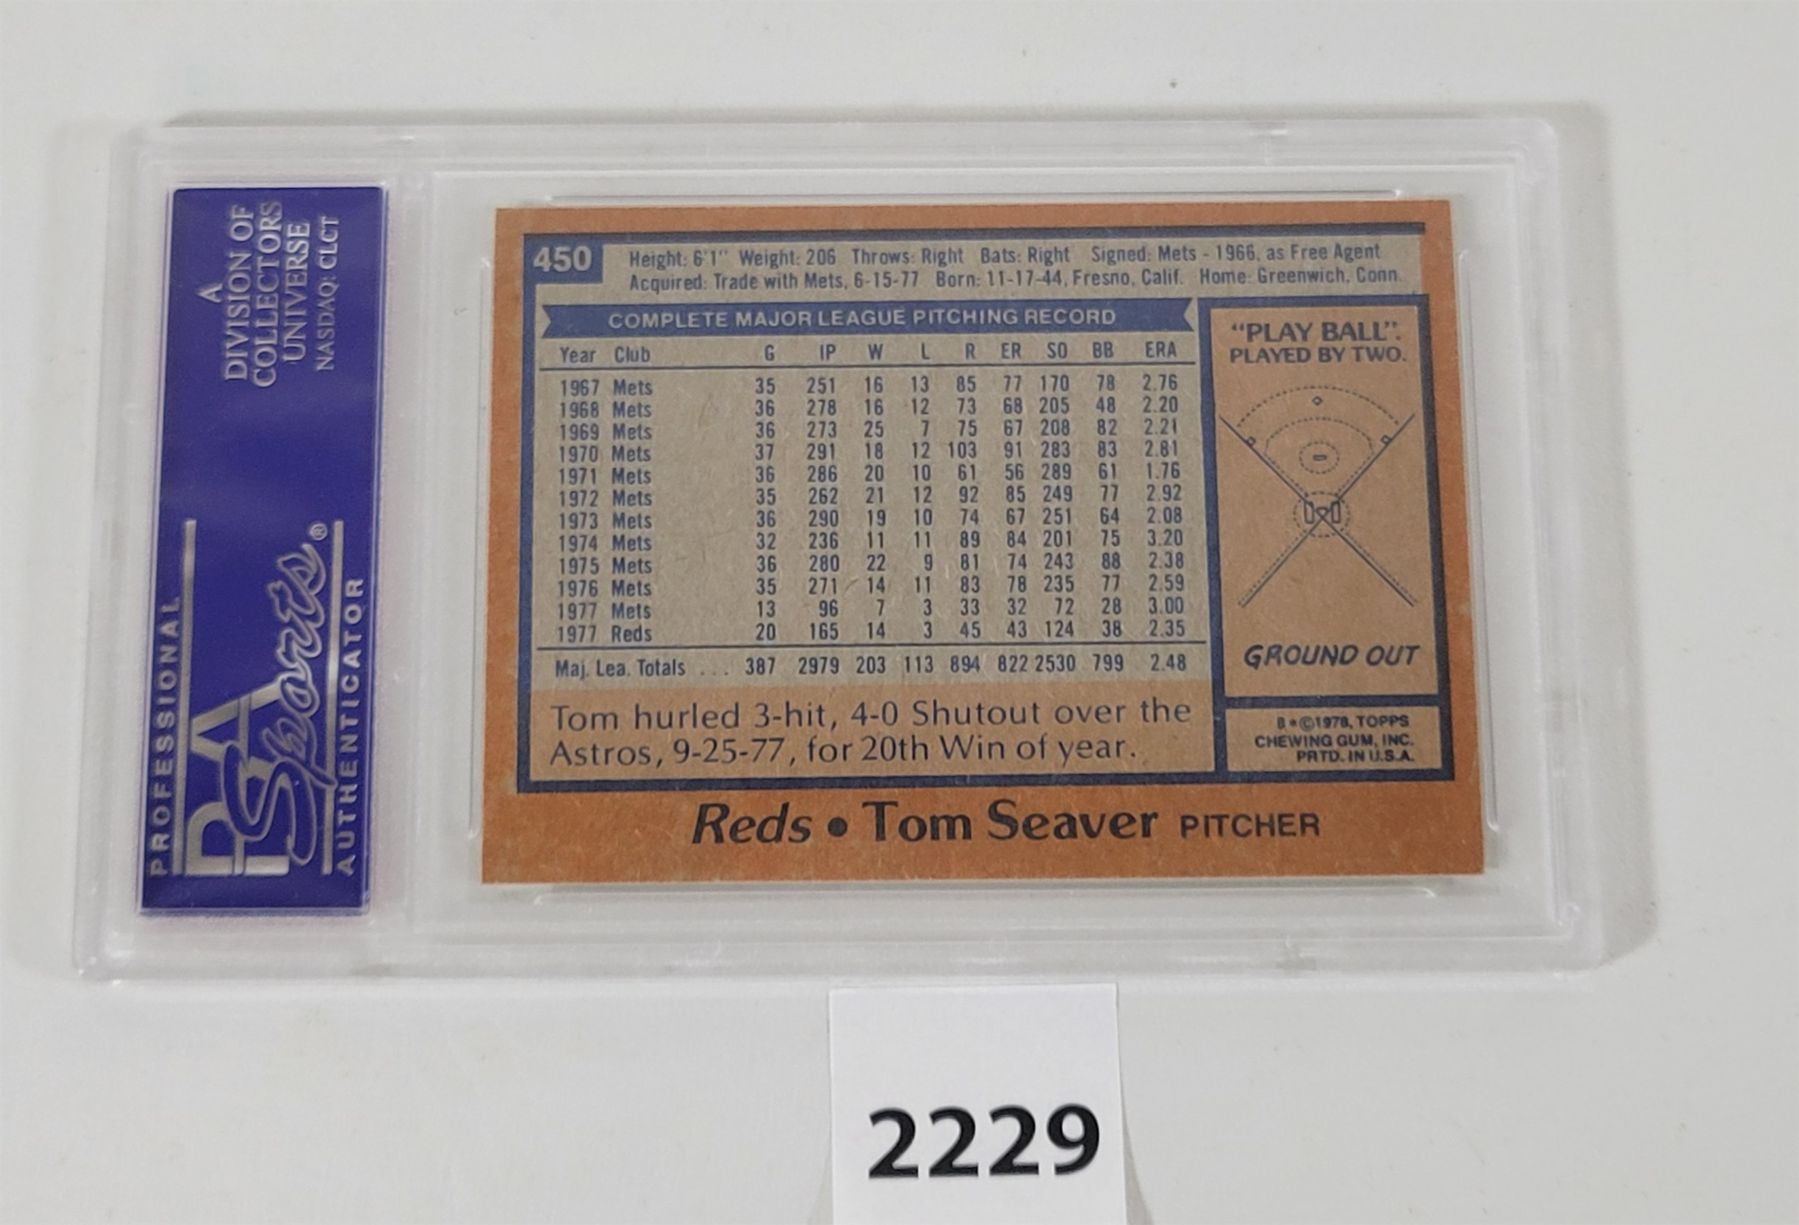 A
DIVISION OF
COLLECTORS
UNIVERSE
NASDAQ: CLCT
PROFESSIONAL
PSA
Sports®
AUTHENTICATOR
450
Height: 6'1" Weight: 206 Throws: Right Bats: Right Signed: Mets - 1966, as Free Agent
Acquired: Trade with Mets, 6-15-77 Born: 11-17-44, Fresno, Calif. Home: Greenwich, Conn.
COMPLETE MAJOR LEAGUE PITCHING RECORD
Year Club G IP W L R ER SO BB ERA
1967 Mets 35 251 16 13 85 77 170 78 2.76
1968 Mets 36 278 16 12 73 68 205 48 2.20
1969 Mets 36 273 25 7 75 67 208 82 2.21
1970 Mets 37 291 18 12 103 91 283 83 2.81
1971 Mets 36 286 20 10 61 56 289 61 1.76
1972 Mets 35 262 21 12 92 85 249 77 2.92
1973 Mets 36 290 19 10 74 67 251 64 2.08
1974 Mets 32 236 11 11 89 84 201 75 3.20
1975 Mets 36 280 22 9 81 74 243 88 2.38
1976 Mets 35 271 14 11 83 78 235 77 2.59
1977 Mets 13 96 7 3 33 32 72 28 3.00
1977 Reds 20 165 14 3 45 43 124 38 2.35
Maj. Lea. Totals ... 387 2979 203 113 894 822 2530 799 2.48
Tom hurled 3-hit, 4-0 Shutout over the
Astros, 9-25-77, for 20th Win of year.
"PLAY BALL".
PLAYED BY TWO.
GROUND OUT
B*©1978, TOPPS
CHEWING GUM, INC.
PRTD. IN U.S.A.
Reds • Tom Seaver PITCHER
2229